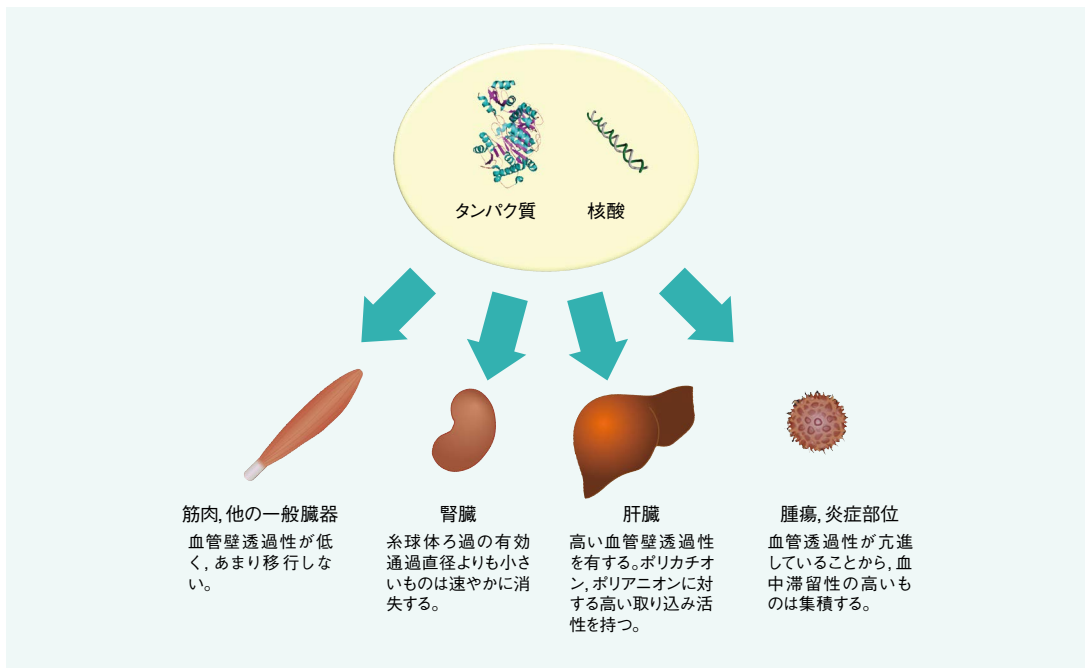 タンパク質
核酸
筋肉, 他の一般臓器
血管壁透過性が低
く, あまり移行しな
い。
腎臓
糸球体ろ過の有効
通過直径よりも小さ
いものは速やかに消
失する。
肝臓
高い血管壁透過性
を有する。ポリカチオ
ン, ポリアニオンに対
する高い取り込み活
性を持つ。
腫瘍, 炎症部位
血管透過性が亢進
していることから, 血
中滞留性の高いも
のは集積する。